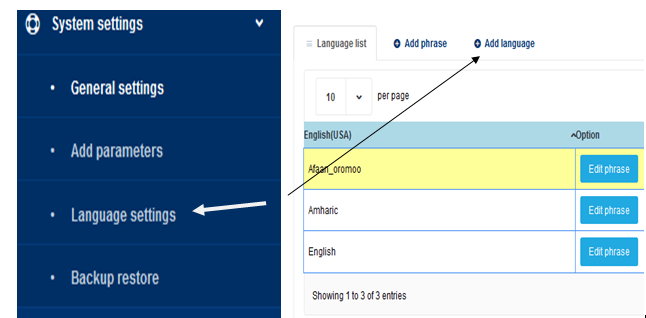 System settings
General settings
Add parameters
Language settings
Backup restore
Language list
Add phrase
Add language
10
per page
English(USA)
Option
Afaan_oromoo
Edit phrase
Amharic
Edit phrase
English
Edit phrase
Showing 1 to 3 of 3 entries